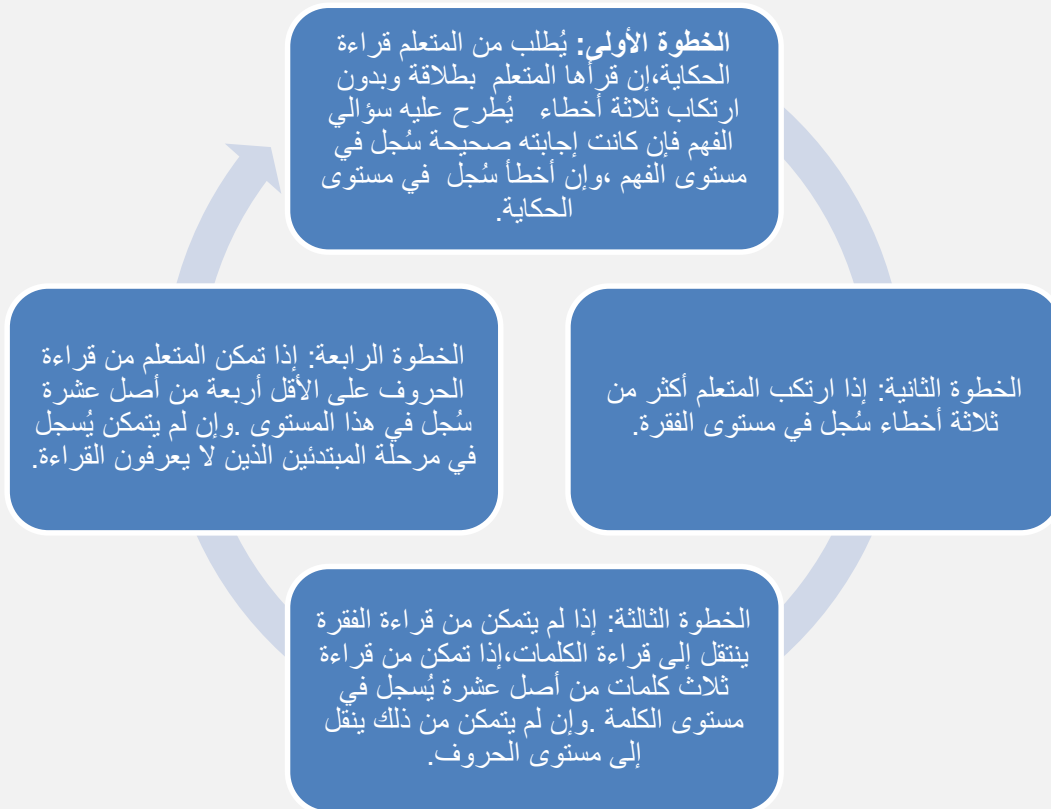 الخطوة الأولى: يُطلب من المتعلم قراءة
الحكاية،إن قرأها المتعلم بطلاقة وبدون
ارتكاب ثلاثة أخطاء يُطرح عليه سؤالي
الفهم فإن كانت إجابته صحيحة سُجل في
مستوى الفهم ،وإن أخطأ سُجل في مستوى
الحكاية.
الخطوة الثانية: إذا ارتكب المتعلم أكثر من
ثلاثة أخطاء سُجل في مستوى الفقرة.
الخطوة الثالثة: إذا لم يتمكن من قراءة الفقرة
ينتقل إلى قراءة الكلمات،إذا تمكن من قراءة
ثلاث كلمات من أصل عشرة يُسجل في
مستوى الكلمة .وإن لم يتمكن من ذلك ينقل
إلى مستوى الحروف.
الخطوة الرابعة: إذا تمكن المتعلم من قراءة
الحروف على الأقل أربعة من أصل عشرة
سُجل في هذا المستوى .وإن لم يتمكن يُسجل
في مرحلة المبتدئين الذين لا يعرفون القراءة.